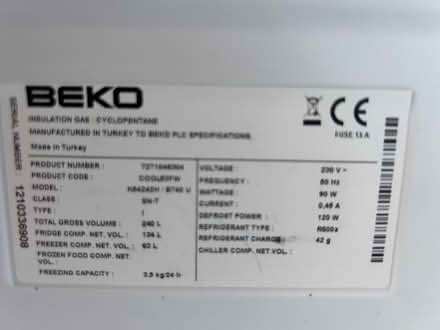 BEKO
INSULATION GAS : CYCLOPENTANE
MANUFACTURED IN TURKEY TO BEKO PLC SPECIFICATIONS.
Made in Turkey
CE
FUSE 13 A
SERIAL NUMBER : 1210336908
PRODUCT NUMBER :
PRODUCT CODE :
MODEL :
CLASS : SN-T
TYPE : I
TOTAL GROSS VOLUME : 240 L
FRIDGE COMP. NET. VOL. : 134 L
FREEZER COMP NET VOL. :
FROZEN FOOD COMP. NET. VOL. :
FREEZING CAPACITY : 3,5 kg/24 h
VOLTAGE : 230 V ~
FREQUENCY : 50 Hz
WATTAGE : 90 W
CURRENT :
DEFROST POWER : 120 W
REFRIGERANT TYPE : R600a
REFRIGERANT CHARGE : 42 g
CHILLER COMP. NET.VOL. :